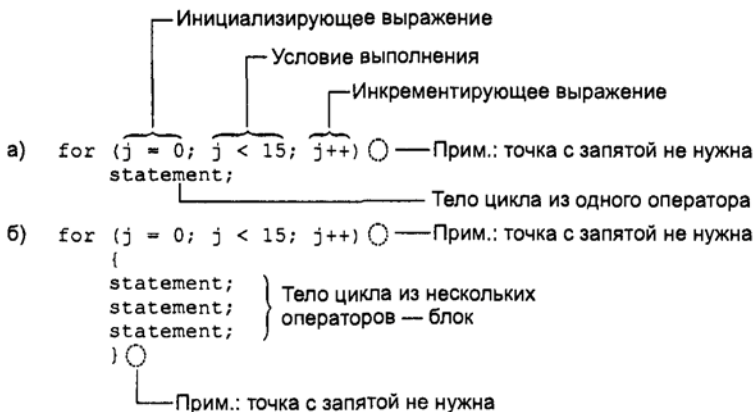 Инициализирующее выражение
Условие выполнения
Инкрементирующее выражение
а) for (j = 0; j < 15; j++) Прим.: точка с запятой не нужна
statement;
Тело цикла из одного оператора
б) for (j = 0; j < 15; j++) Прим.: точка с запятой не нужна
{
statement;
statement;
statement;
Тело цикла из нескольких
операторов — блок
}
Прим.: точка с запятой не нужна